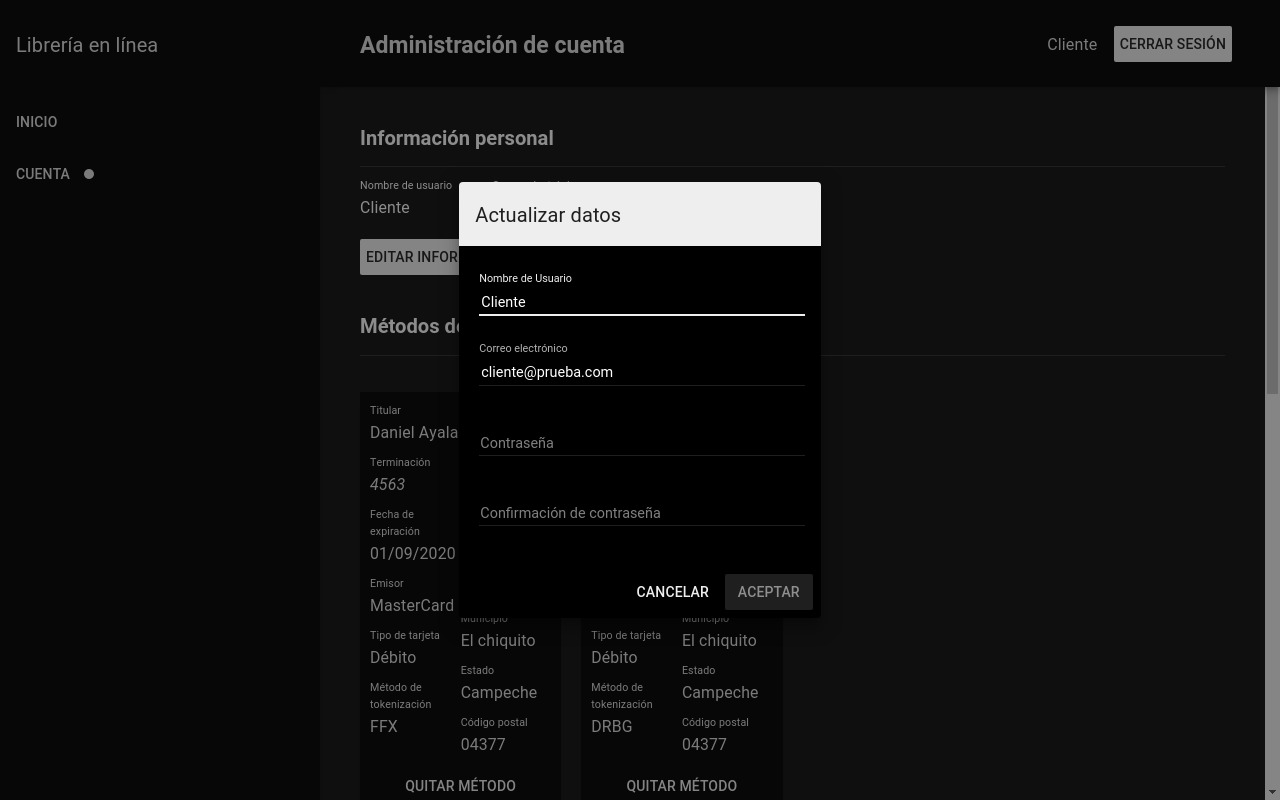 Librería en línea
Administración de cuenta
Cliente
CERRAR SESIÓN
INICIO
CUENTA
Información personal
Nombre de usuario
Cliente
EDITAR INFOR
Métodos de
Actualizar datos
Nombre de Usuario
Cliente
Correo electrónico
cliente@prueba.com
Contraseña
Confirmación de contraseña
CANCELAR
ACEPTAR
Titular
Daniel Ayala
Terminación
4563
Fecha de
expiración
01/09/2020
Emisor
MasterCard
Tipo de tarjeta
Débito
Método de
tokenización
FFX
Municipio
El chiquito
Estado
Campeche
Código postal
04377
QUITAR MÉTODO
Tipo de tarjeta
Débito
Método de
tokenización
DRBG
Municipio
El chiquito
Estado
Campeche
Código postal
04377
QUITAR MÉTODO